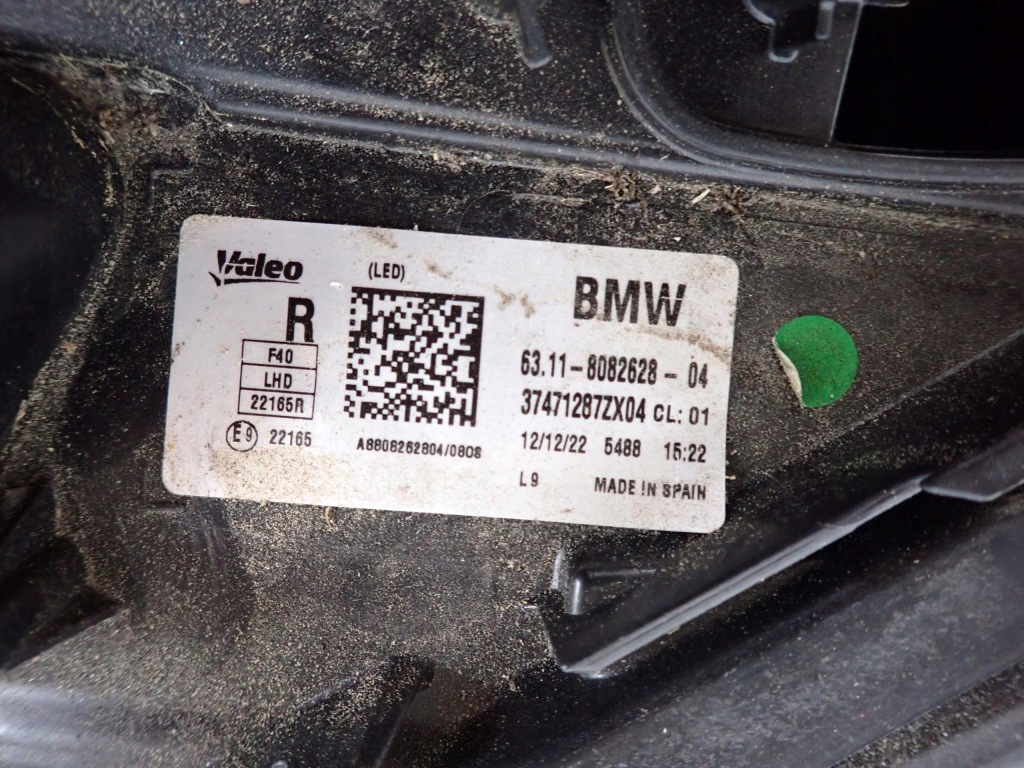 Valeo
(LED)
BMW
R
F40
LHD
22165R
E9 22165
A8808262804/0808
63.11-8082628-04
37471287ZX04 CL: 01
12/12/22 5488 15:22
L9 MADE IN SPAIN